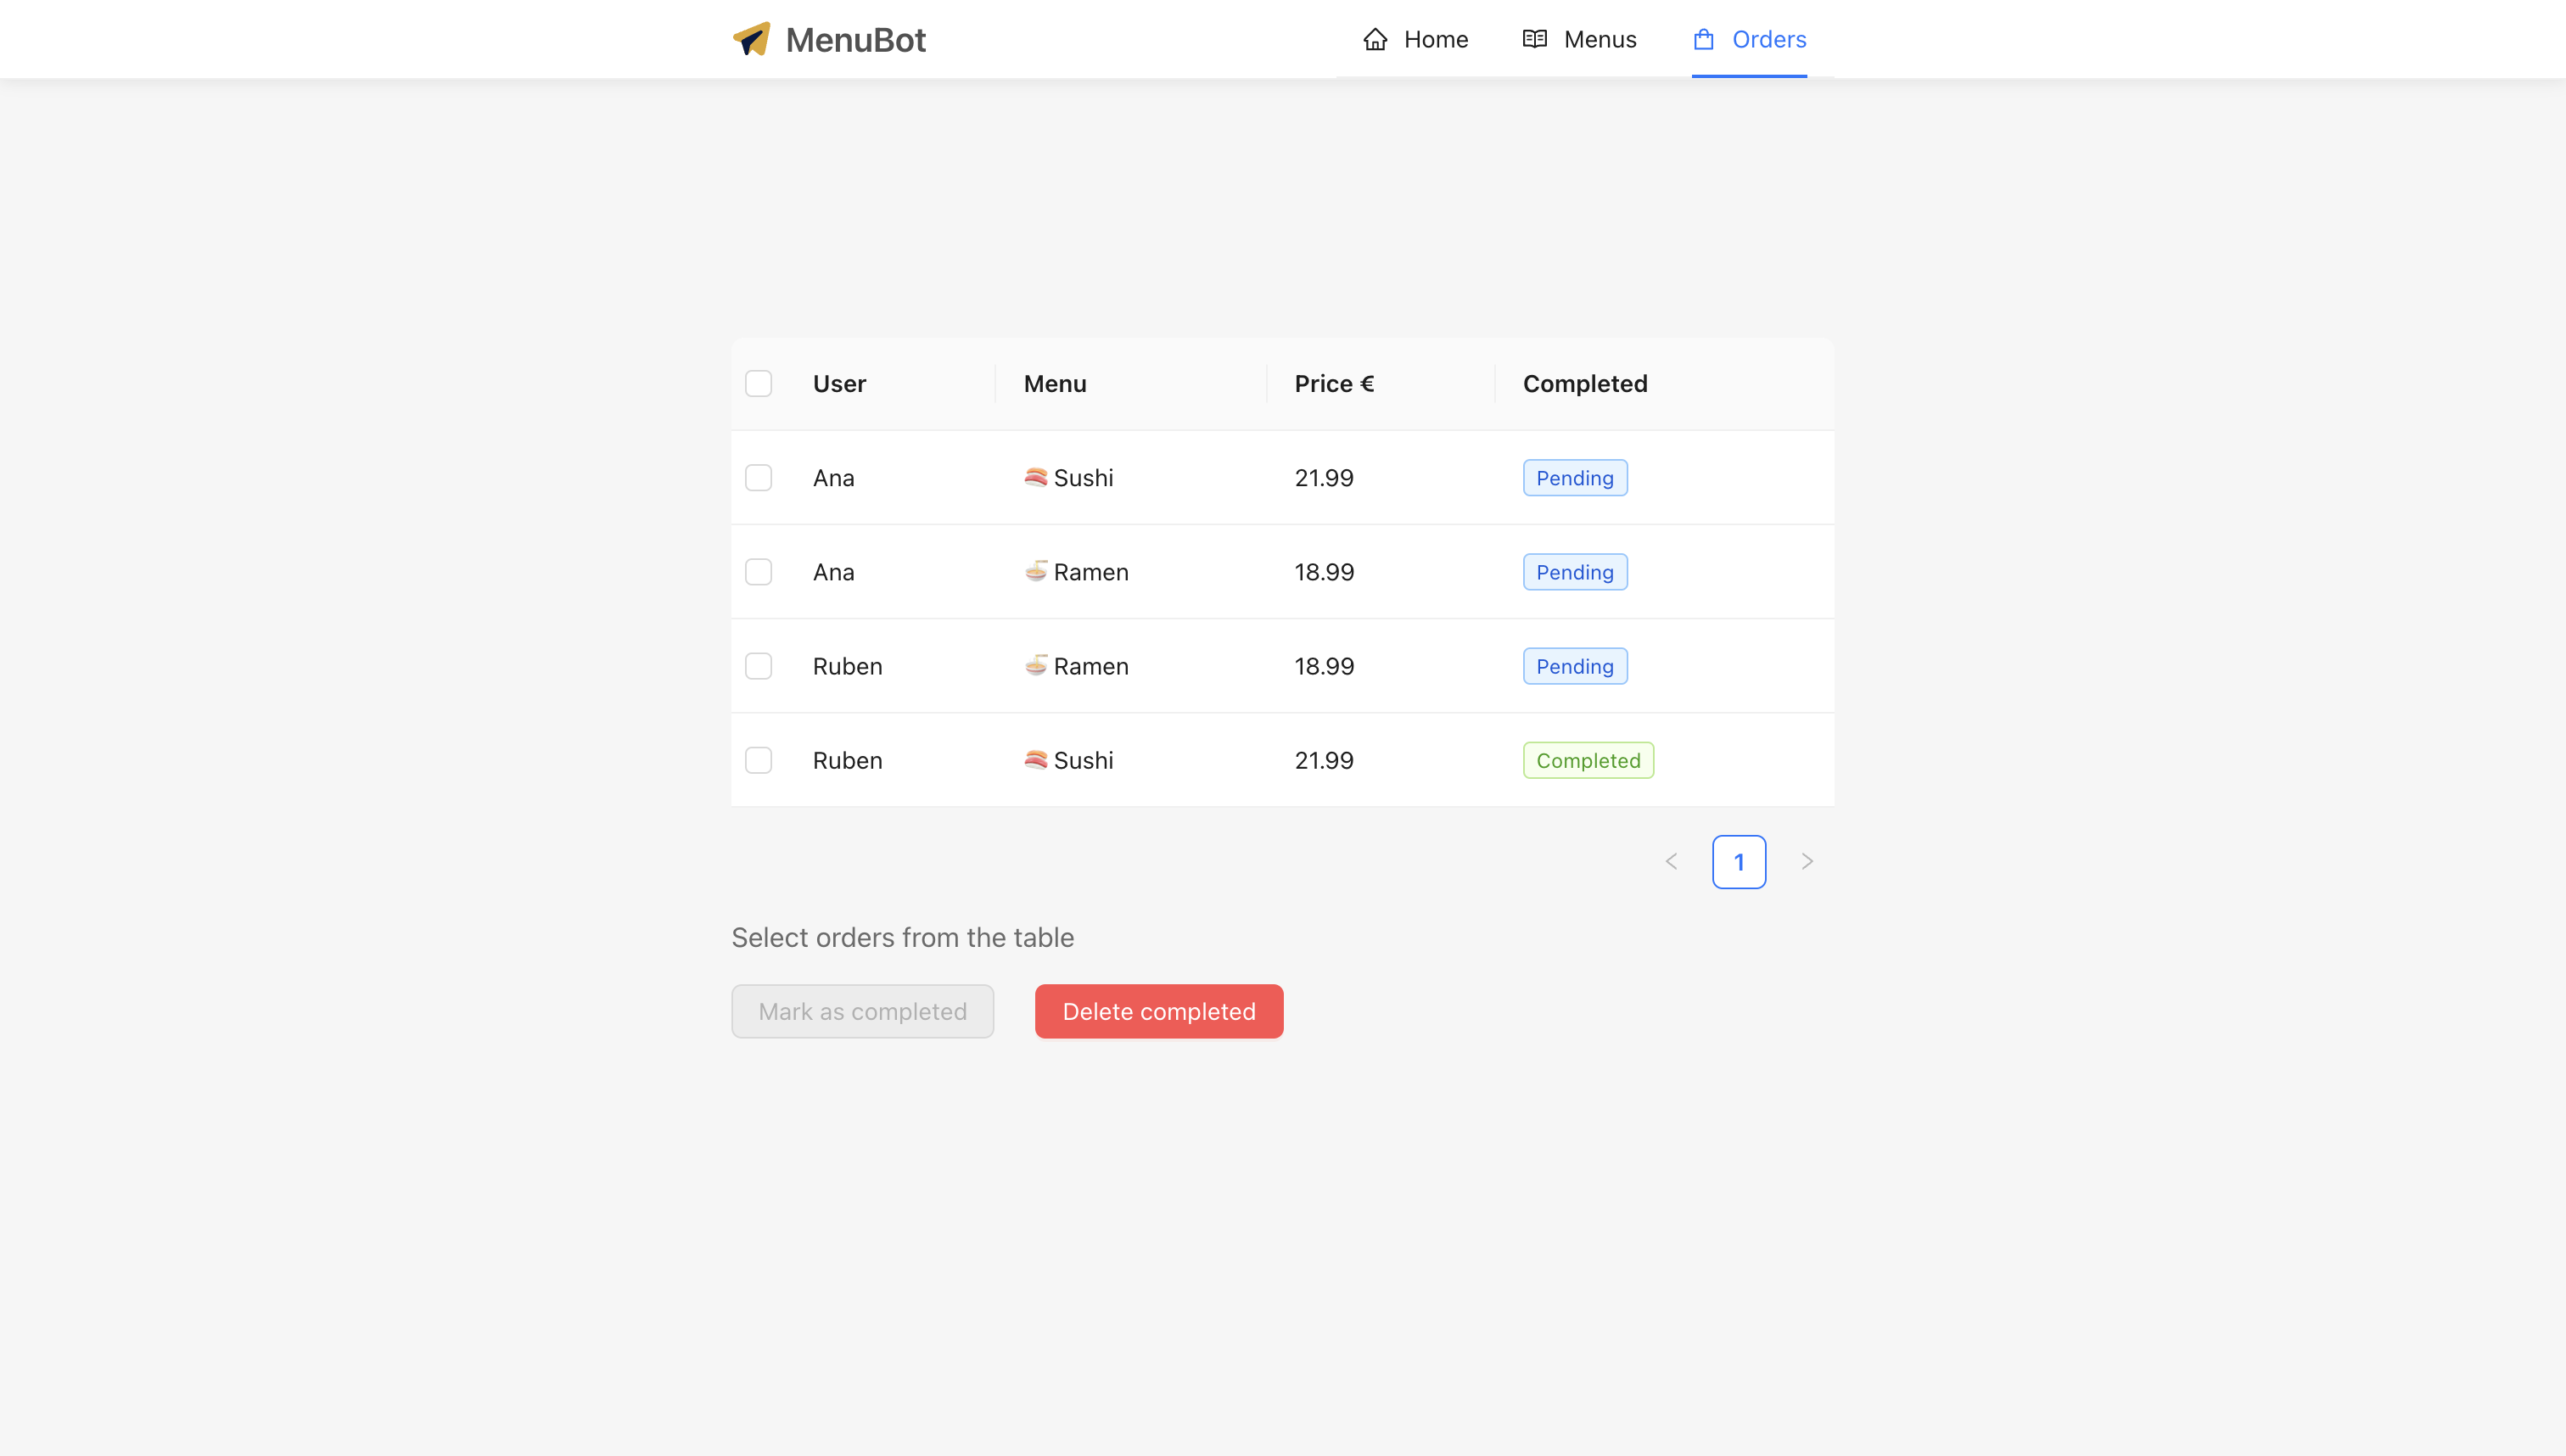 MenuBot Home Menus Orders
User Menu Price € Completed
Ana 🍣 Sushi 21.99 Pending
Ana 🍜 Ramen 18.99 Pending
Ruben 🍜 Ramen 18.99 Pending
Ruben 🍣 Sushi 21.99 Completed
< 1 >
Select orders from the table
Mark as completed Delete completed